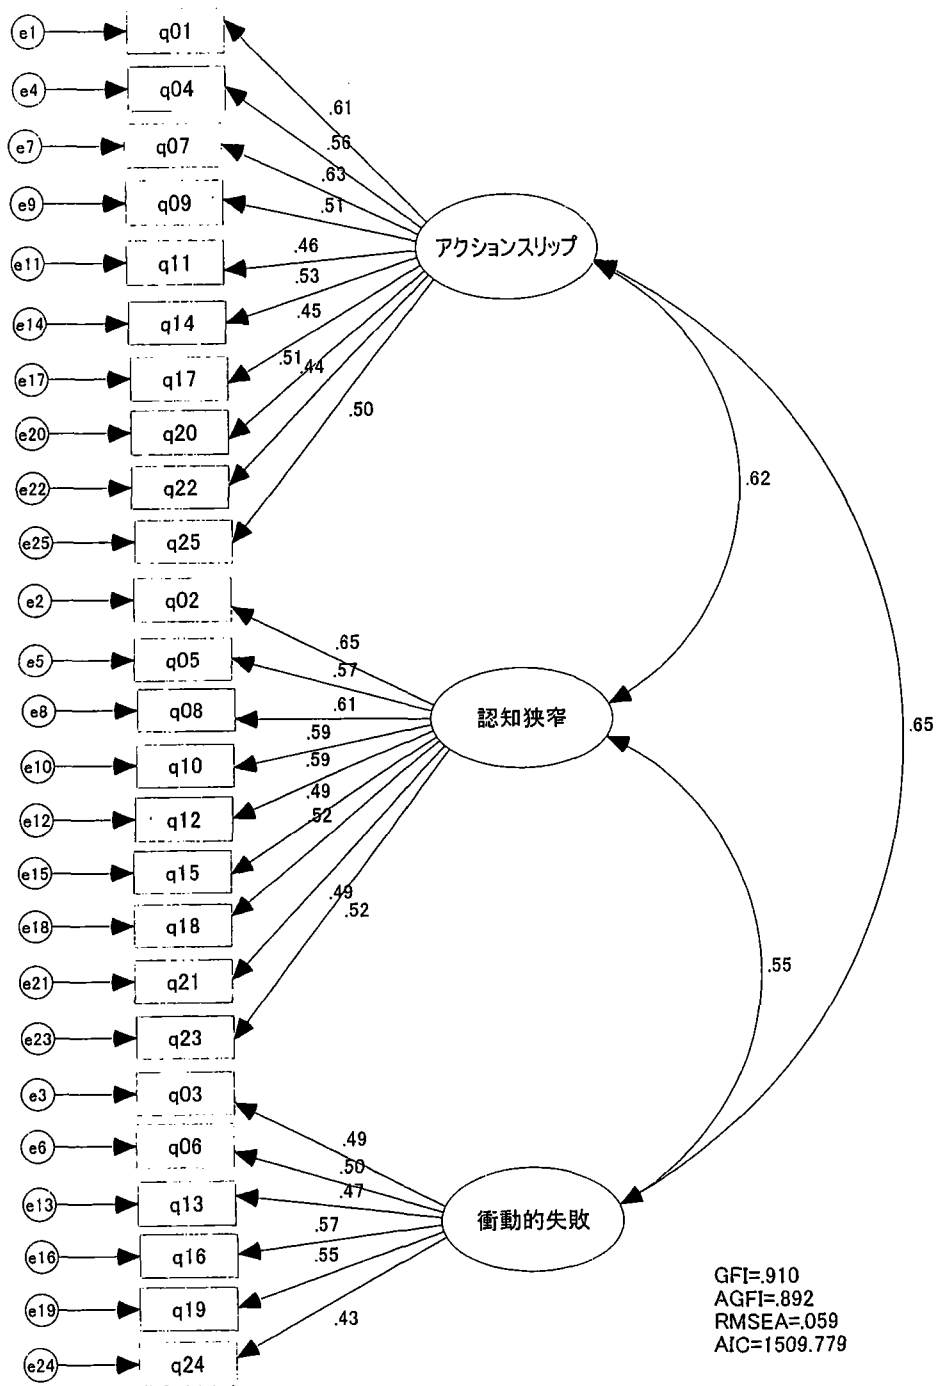 e1 q01
e4 q04
e7 q07
e9 q09
e11 q11
e14 q14
e17 q17
e20 q20
e22 q22
e25 q25
.61
.56
.63
.51
.46
.53
.45
.51
.44
.50
アクションスリップ
.62
e2 q02
e5 q05
e8 q08
e10 q10
e12 q12
e15 q15
e18 q18
e21 q21
e23 q23
.65
.57
.61
.59
.59
.49
.52
.49
.52
認知狭窄
.65
.55
e3 q03
e6 q06
e13 q13
e16 q16
e19 q19
e24 q24
.49
.50
.47
.57
.55
.43
衝動的失敗
GFI=.910
AGFI=.892
RMSEA=.059
AIC=1509.779